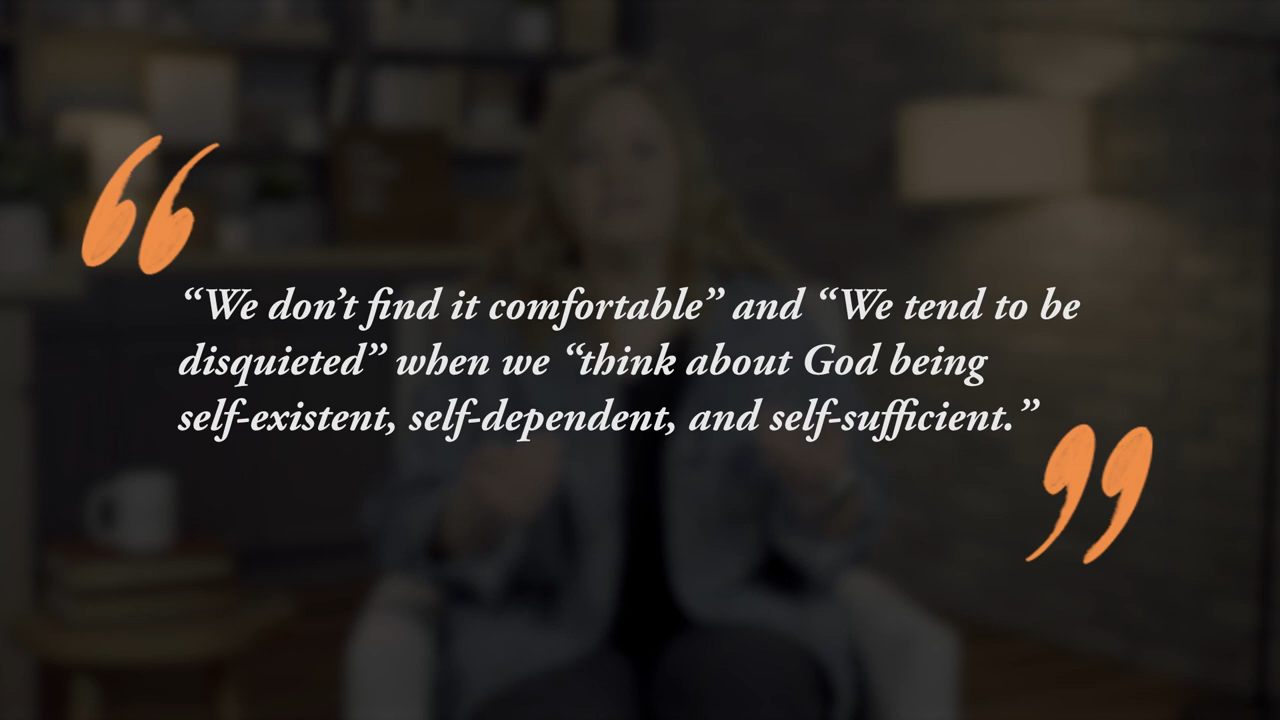 “We don’t find it comfortable” and “We tend to be
disquieted” when we “think about God being
self-existent, self-dependent, and self-sufficient.”